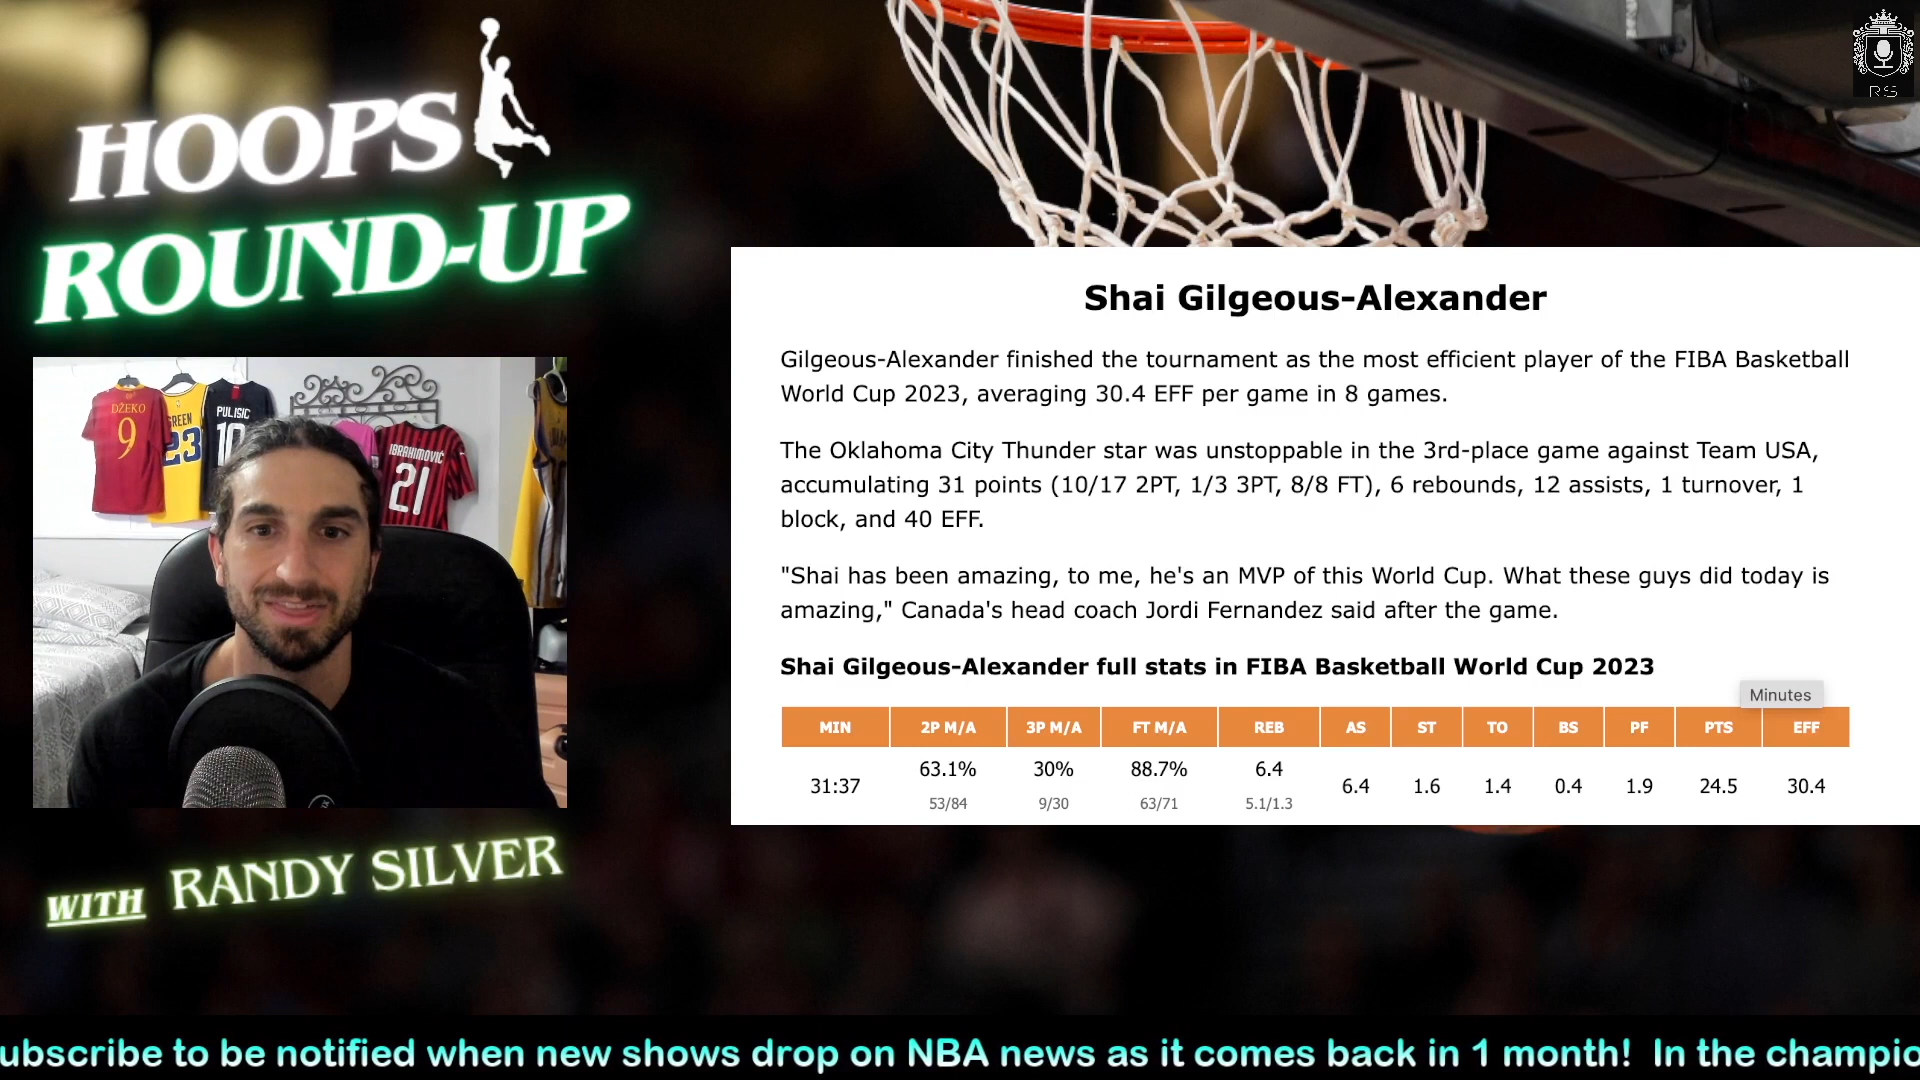 HOOPS
ROUND-UP
RS
DŽEKO
9
GREEN
23
PULISIC
10
IBRAHIMOVIĆ
21
WITH RANDY SILVER
Shai Gilgeous-Alexander
Gilgeous-Alexander finished the tournament as the most efficient player of the FIBA Basketball
World Cup 2023, averaging 30.4 EFF per game in 8 games.
The Oklahoma City Thunder star was unstoppable in the 3rd-place game against Team USA,
accumulating 31 points (10/17 2PT, 1/3 3PT, 8/8 FT), 6 rebounds, 12 assists, 1 turnover, 1
block, and 40 EFF.
"Shai has been amazing, to me, he's an MVP of this World Cup. What these guys did today is
amazing," Canada's head coach Jordi Fernandez said after the game.
Shai Gilgeous-Alexander full stats in FIBA Basketball World Cup 2023
Minutes
MIN 2P M/A 3P M/A FT M/A REB AS ST TO BS PF PTS EFF
31:37 63.1% 30% 88.7% 6.4 6.4 1.6 1.4 0.4 1.9 24.5 30.4
53/84 9/30 63/71 5.1/1.3
ubscribe to be notified when new shows drop on NBA news as it comes back in 1 month! In the champio